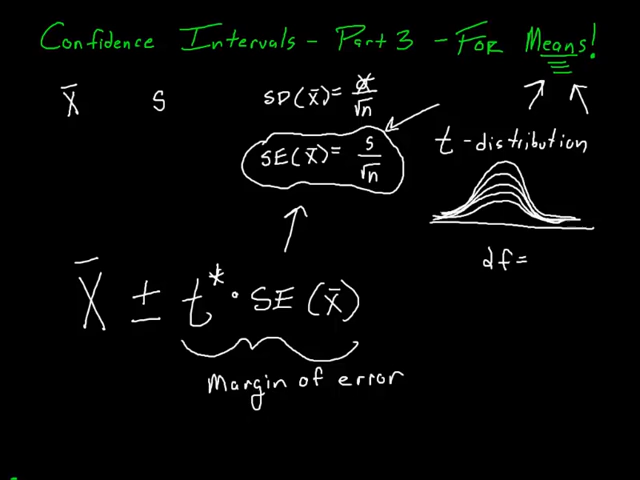 Confidence Intervals - Part 3 - For Means!
X̄ S SD(X̄) = σ/√n
SE(X̄) = s/√n
t-distribution
df =
X̄ ± t* · SE(X̄)
Margin of error